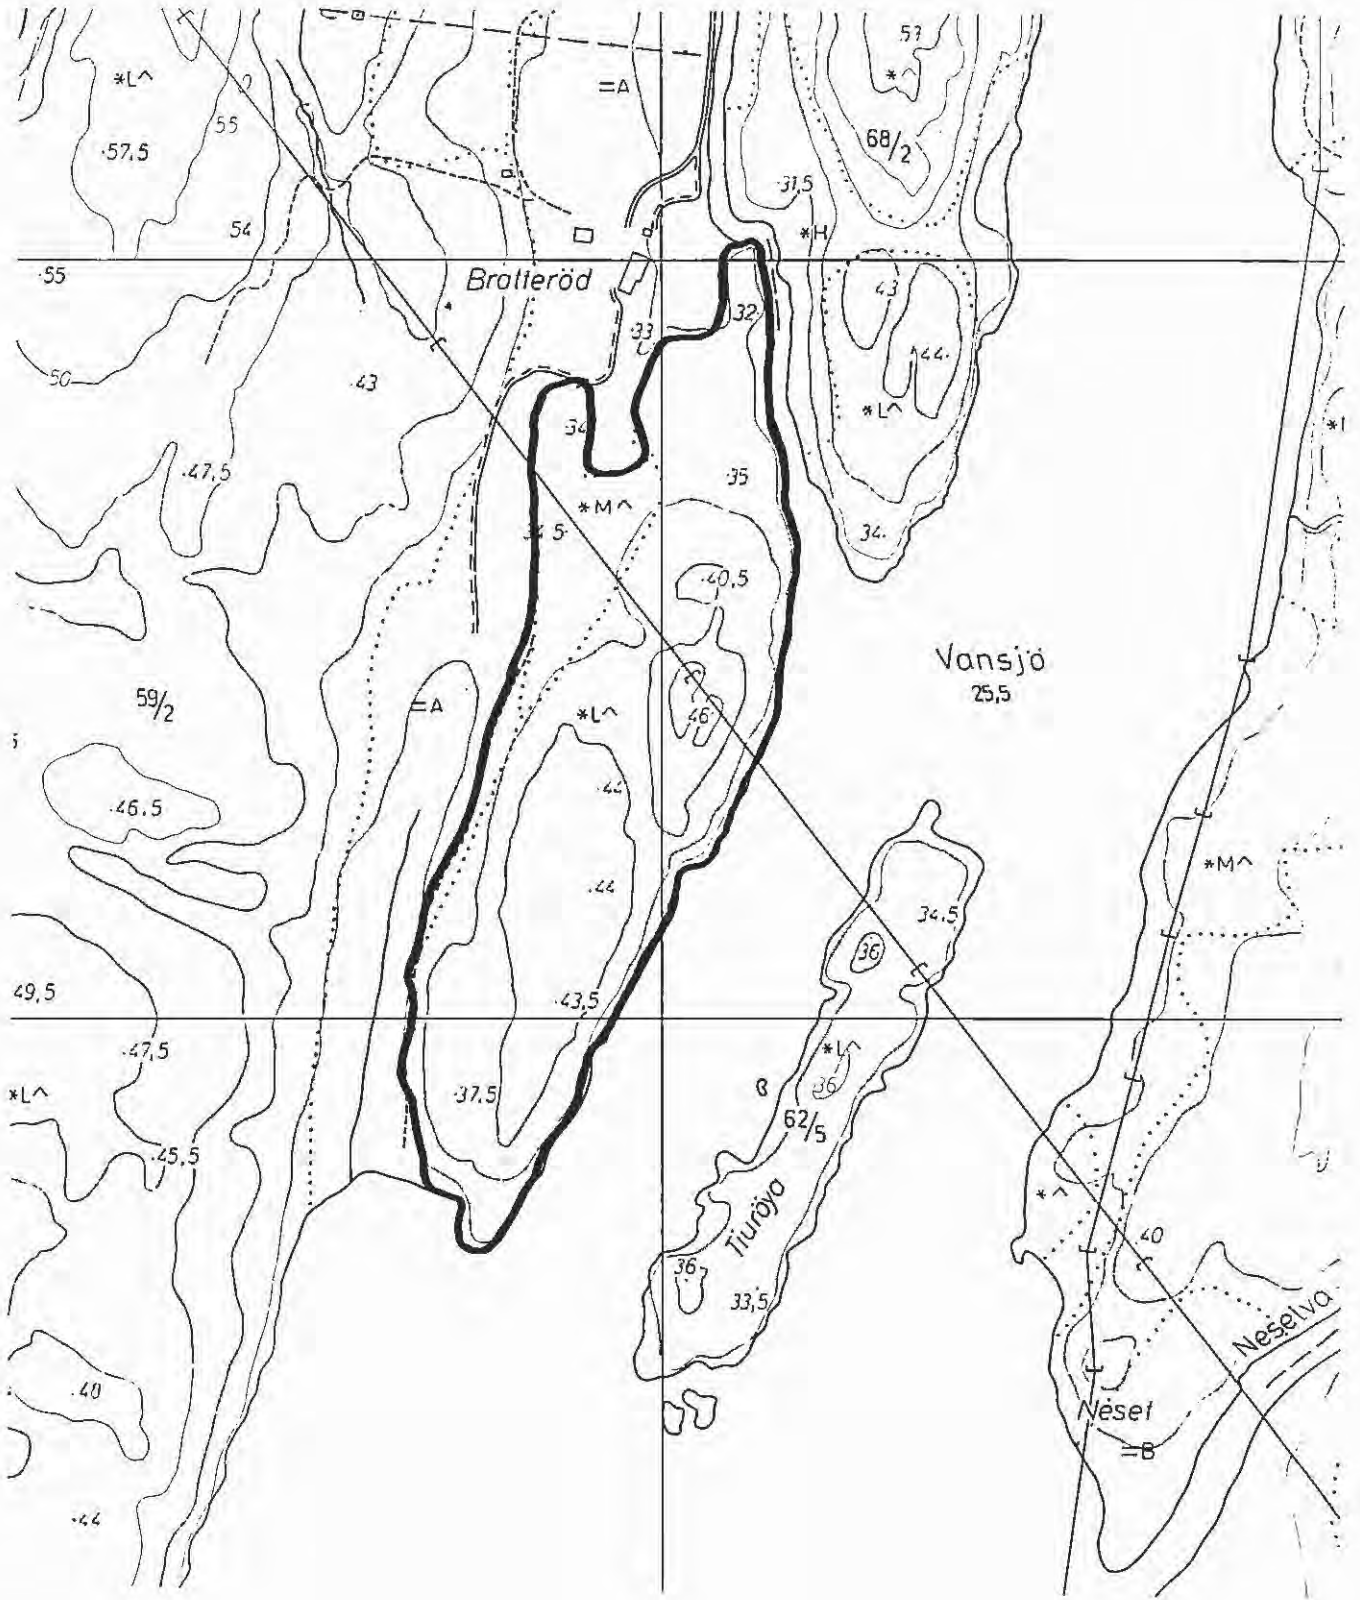 53
*L^
=A
*^
55
68/2
.57,5
.31,5
54
*H
.55
Brotteröd
43
.32
.33
44.
50
.43
*L^
.34
.47,5
.35
*M^
34,5
34.
.40,5
Vansjö
25,5
59/2
=A
*L^
46
.44
.46,5
*M^
.44
34,5
36
49,5
.43,5
.47,5
*L^
36
*L^
.37,5
62/5
.45,5
*^
Tiuröya
.40
36
33,5
Neselva
.40
Neset
=B
.44